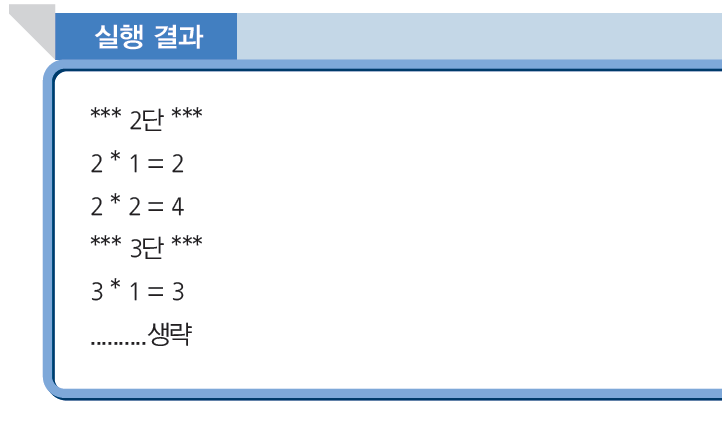 실행 결과
*** 2단 ***
2 * 1 = 2
2 * 2 = 4
*** 3단 ***
3 * 1 = 3
..........생략